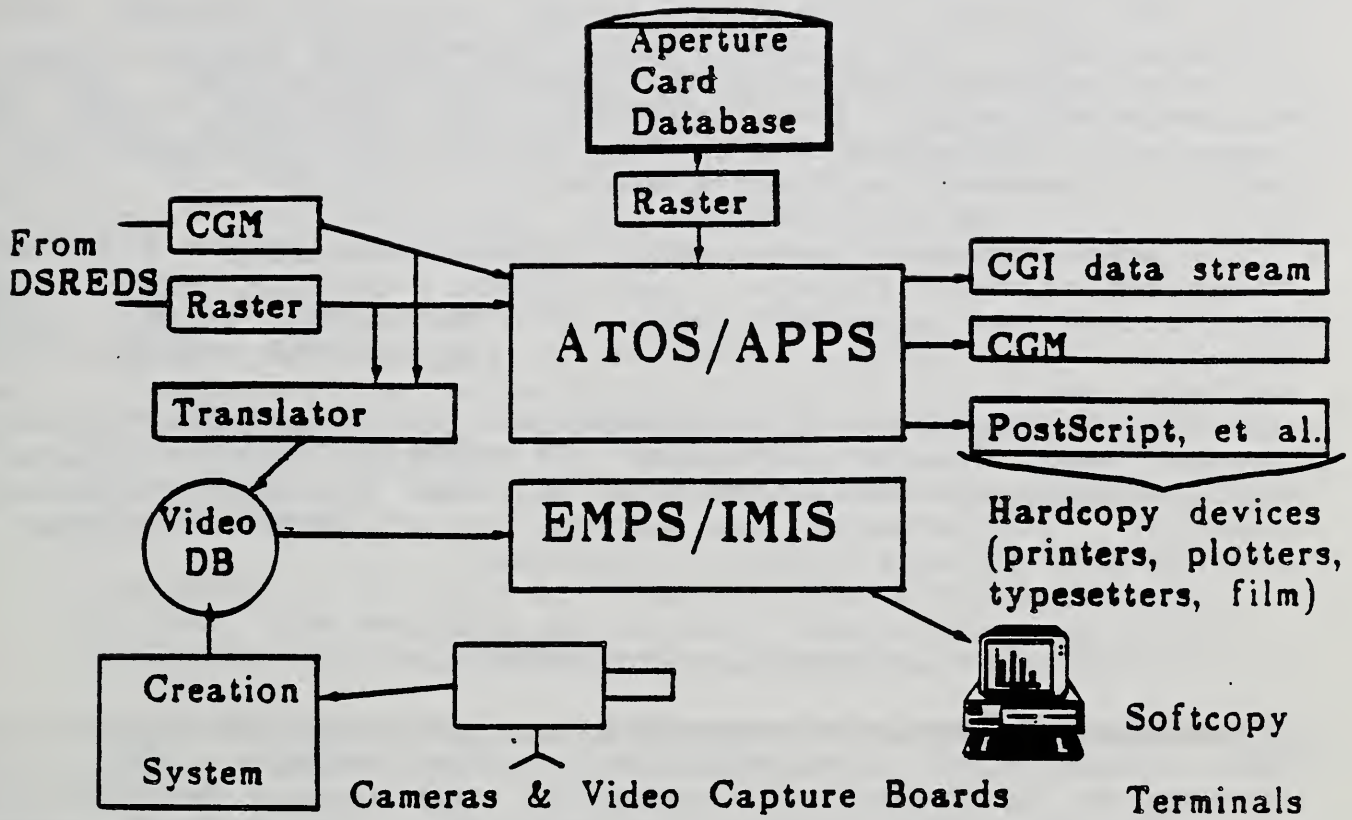 Aperture
Card
Database
Raster
From
DSREDS
CGM
Raster
Translator
Video
DB
Creation
System
ATOS/APPS
EMPS/IMIS
CGI data stream
CGM
PostScript, et al.
Hardcopy devices
(printers, plotters,
typesetters, film)
Cameras & Video Capture Boards
Softcopy
Terminals